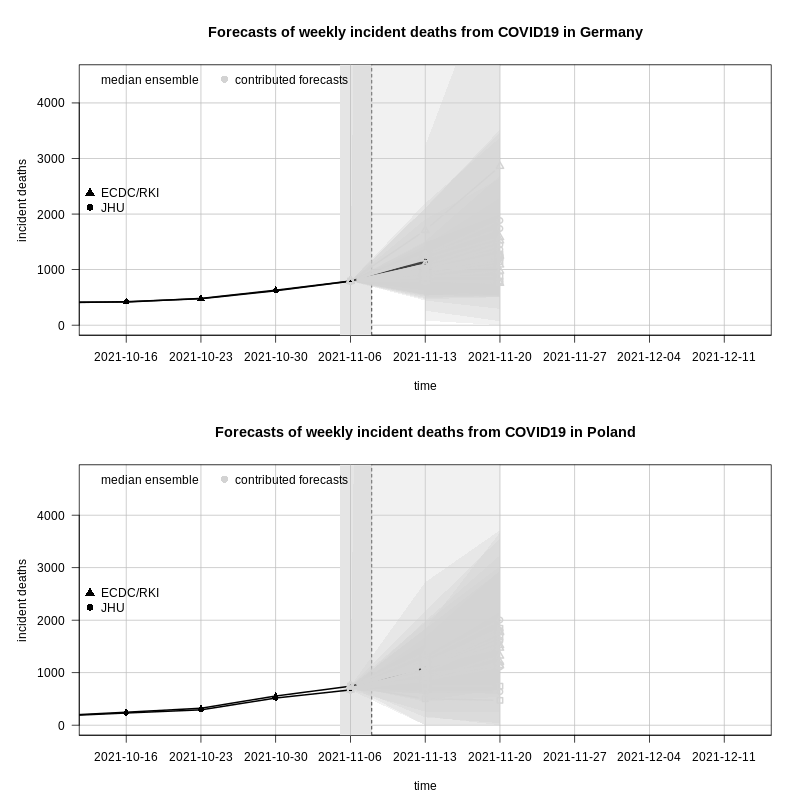 Forecasts of weekly incident deaths from COVID19 in Germany
median ensemble contributed forecasts
4000
3000
ECDC/RKI
JHU
2000
1000
0
incident deaths
2021-10-16 2021-10-23 2021-10-30 2021-11-06 2021-11-13 2021-11-20 2021-11-27 2021-12-04 2021-12-11
time
Forecasts of weekly incident deaths from COVID19 in Poland
median ensemble contributed forecasts
4000
3000
ECDC/RKI
JHU
2000
1000
0
incident deaths
2021-10-16 2021-10-23 2021-10-30 2021-11-06 2021-11-13 2021-11-20 2021-11-27 2021-12-04 2021-12-11
time